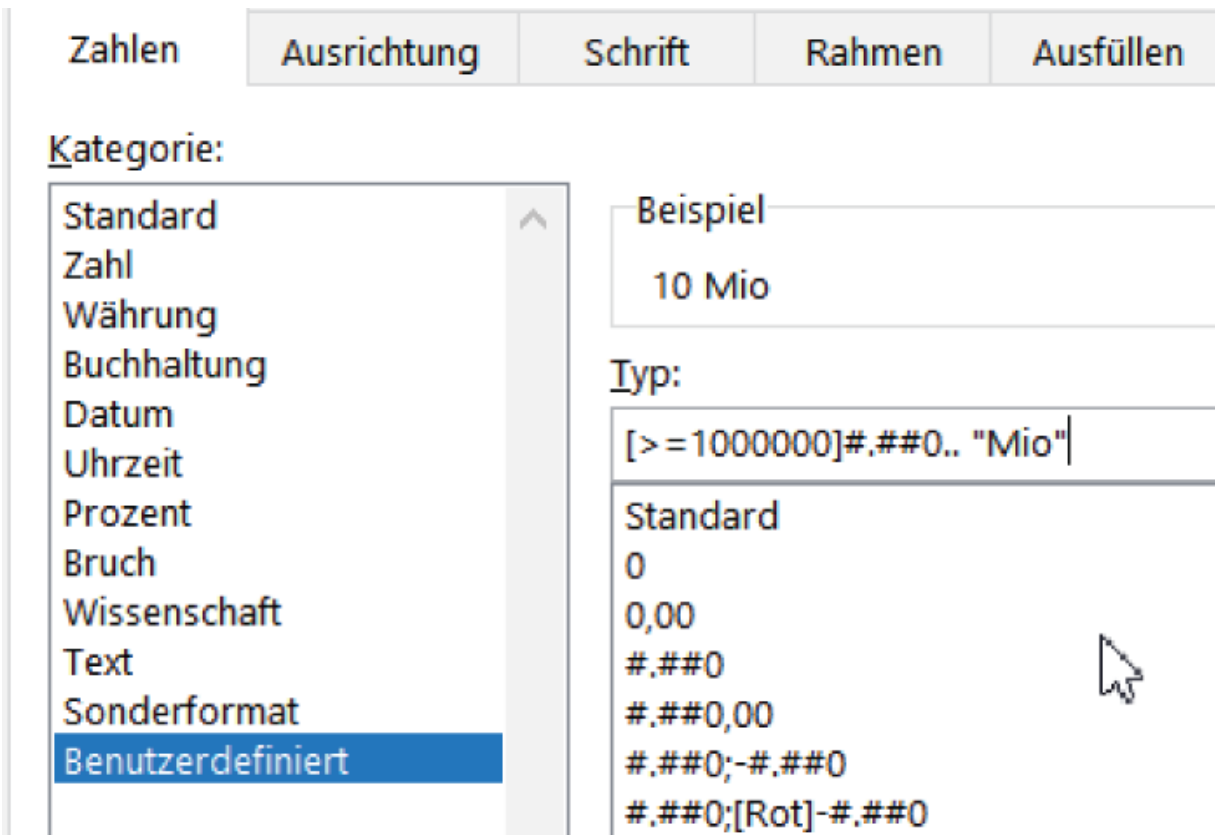 Zahlen Ausrichtung Schrift Rahmen Ausfüllen
Kategorie:
Standard
Zahl
Währung
Buchhaltung
Datum
Uhrzeit
Prozent
Bruch
Wissenschaft
Text
Sonderformat
Benutzerdefiniert
Beispiel
10 Mio
Typ:
[>=1000000]#.##0.. "Mio"
Standard
0
0,00
#.##0
#.##0,00
#.##0;-#.##0
#.##0;[Rot]-#.##0